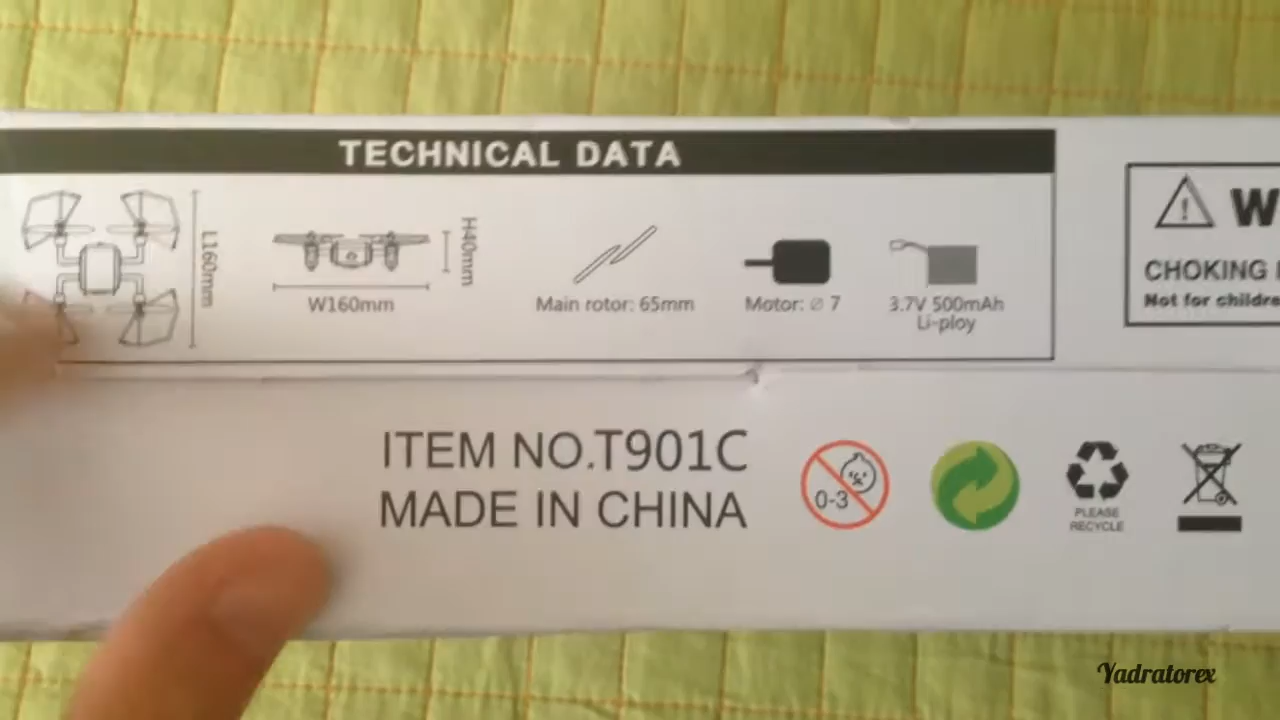 TECHNICAL DATA
L160mm
W160mm
H40mm
Main rotor: 65mm
Motor: ∅ 7
3.7V 500mAh
Li-ploy
W
CHOKING
Not for childre
ITEM NO.T901C
MADE IN CHINA
0-3
PLEASE
RECYCLE
Yadratorex